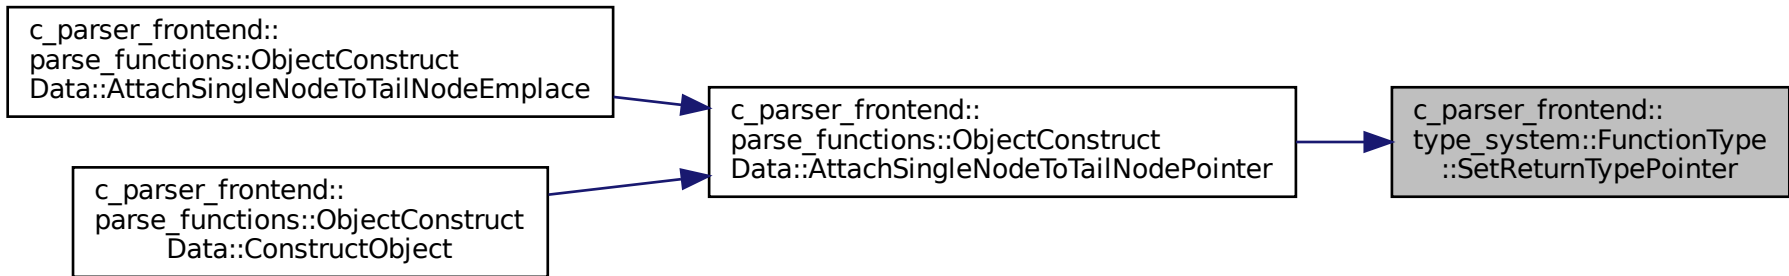 c_parser_frontend::
parse_functions::ObjectConstruct
Data::AttachSingleNodeToTailNodeEmplace
c_parser_frontend::
parse_functions::ObjectConstruct
Data::ConstructObject
c_parser_frontend::
parse_functions::ObjectConstruct
Data::AttachSingleNodeToTailNodePointer
c_parser_frontend::
type_system::FunctionType
::SetReturnTypePointer